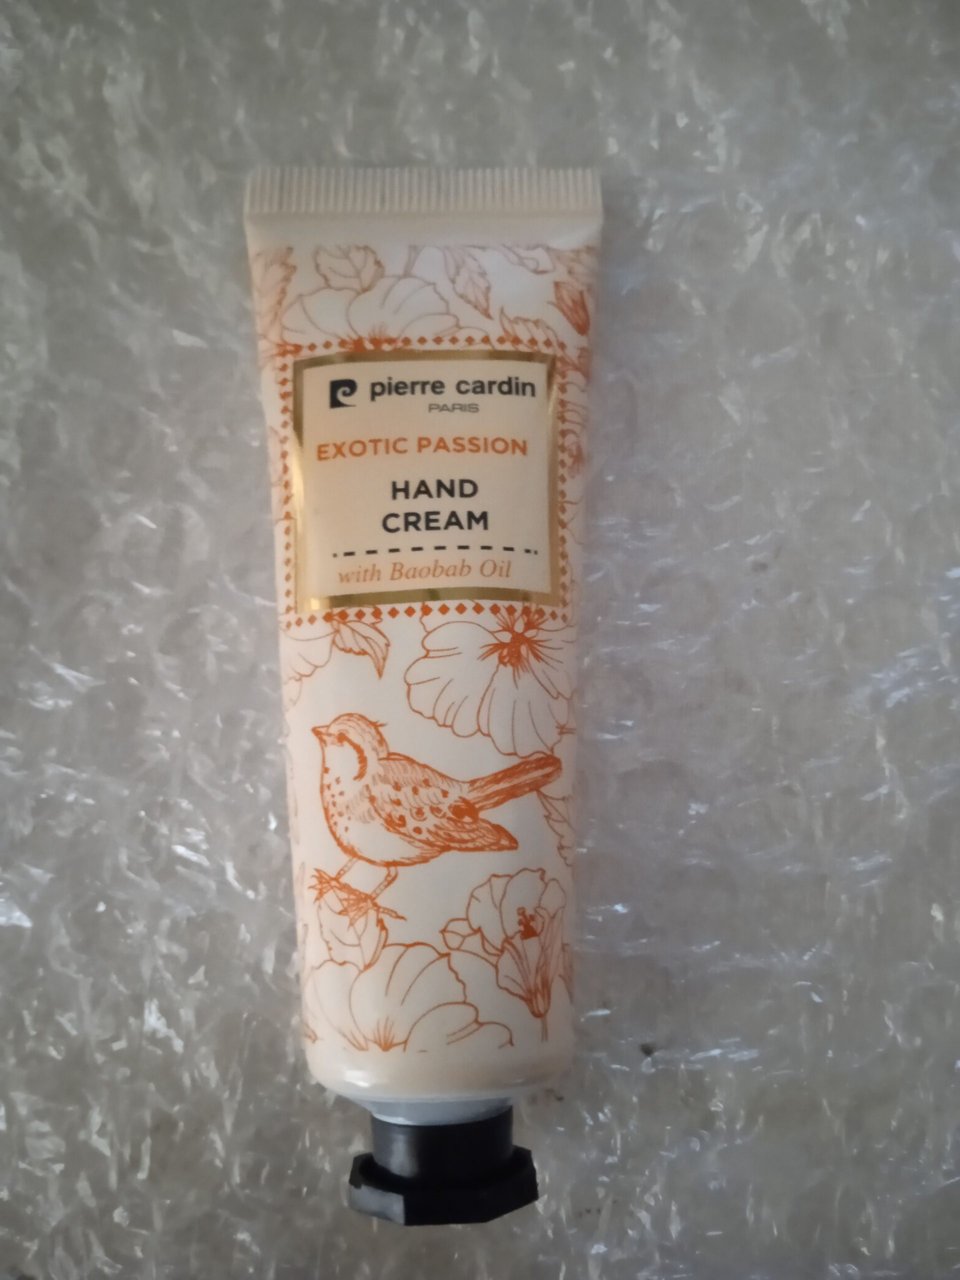 pierre cardin
PARIS
EXOTIC PASSION
HAND
CREAM
with Baobab Oil